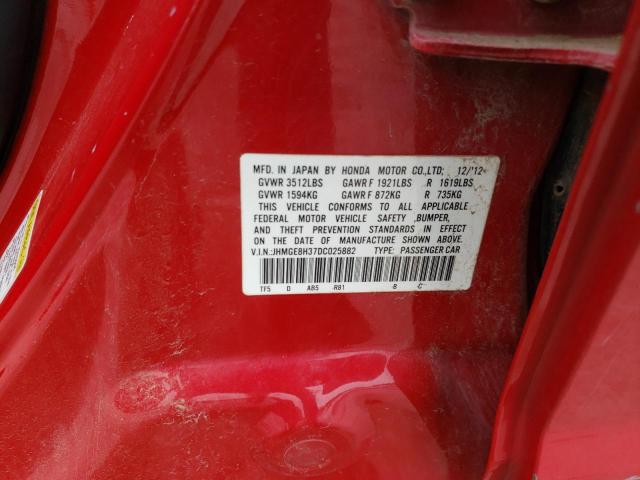 MFD. IN JAPAN BY HONDA MOTOR CO.,LTD; 12/'12
GVWR 3512LBS GAWR F 1921LBS R 1619LBS
GVWR 1594KG GAWR F 872KG R 735KG
THIS VEHICLE CONFORMS TO ALL APPLICABLE
FEDERAL MOTOR VEHICLE SAFETY ,BUMPER,
AND THEFT PREVENTION STANDARDS IN EFFECT
ON THE DATE OF MANUFACTURE SHOWN ABOVE.
V.I.N.:JHMGE8H37DC025882 TYPE: PASSENGER CAR
TF5 D AB5 R81 B C